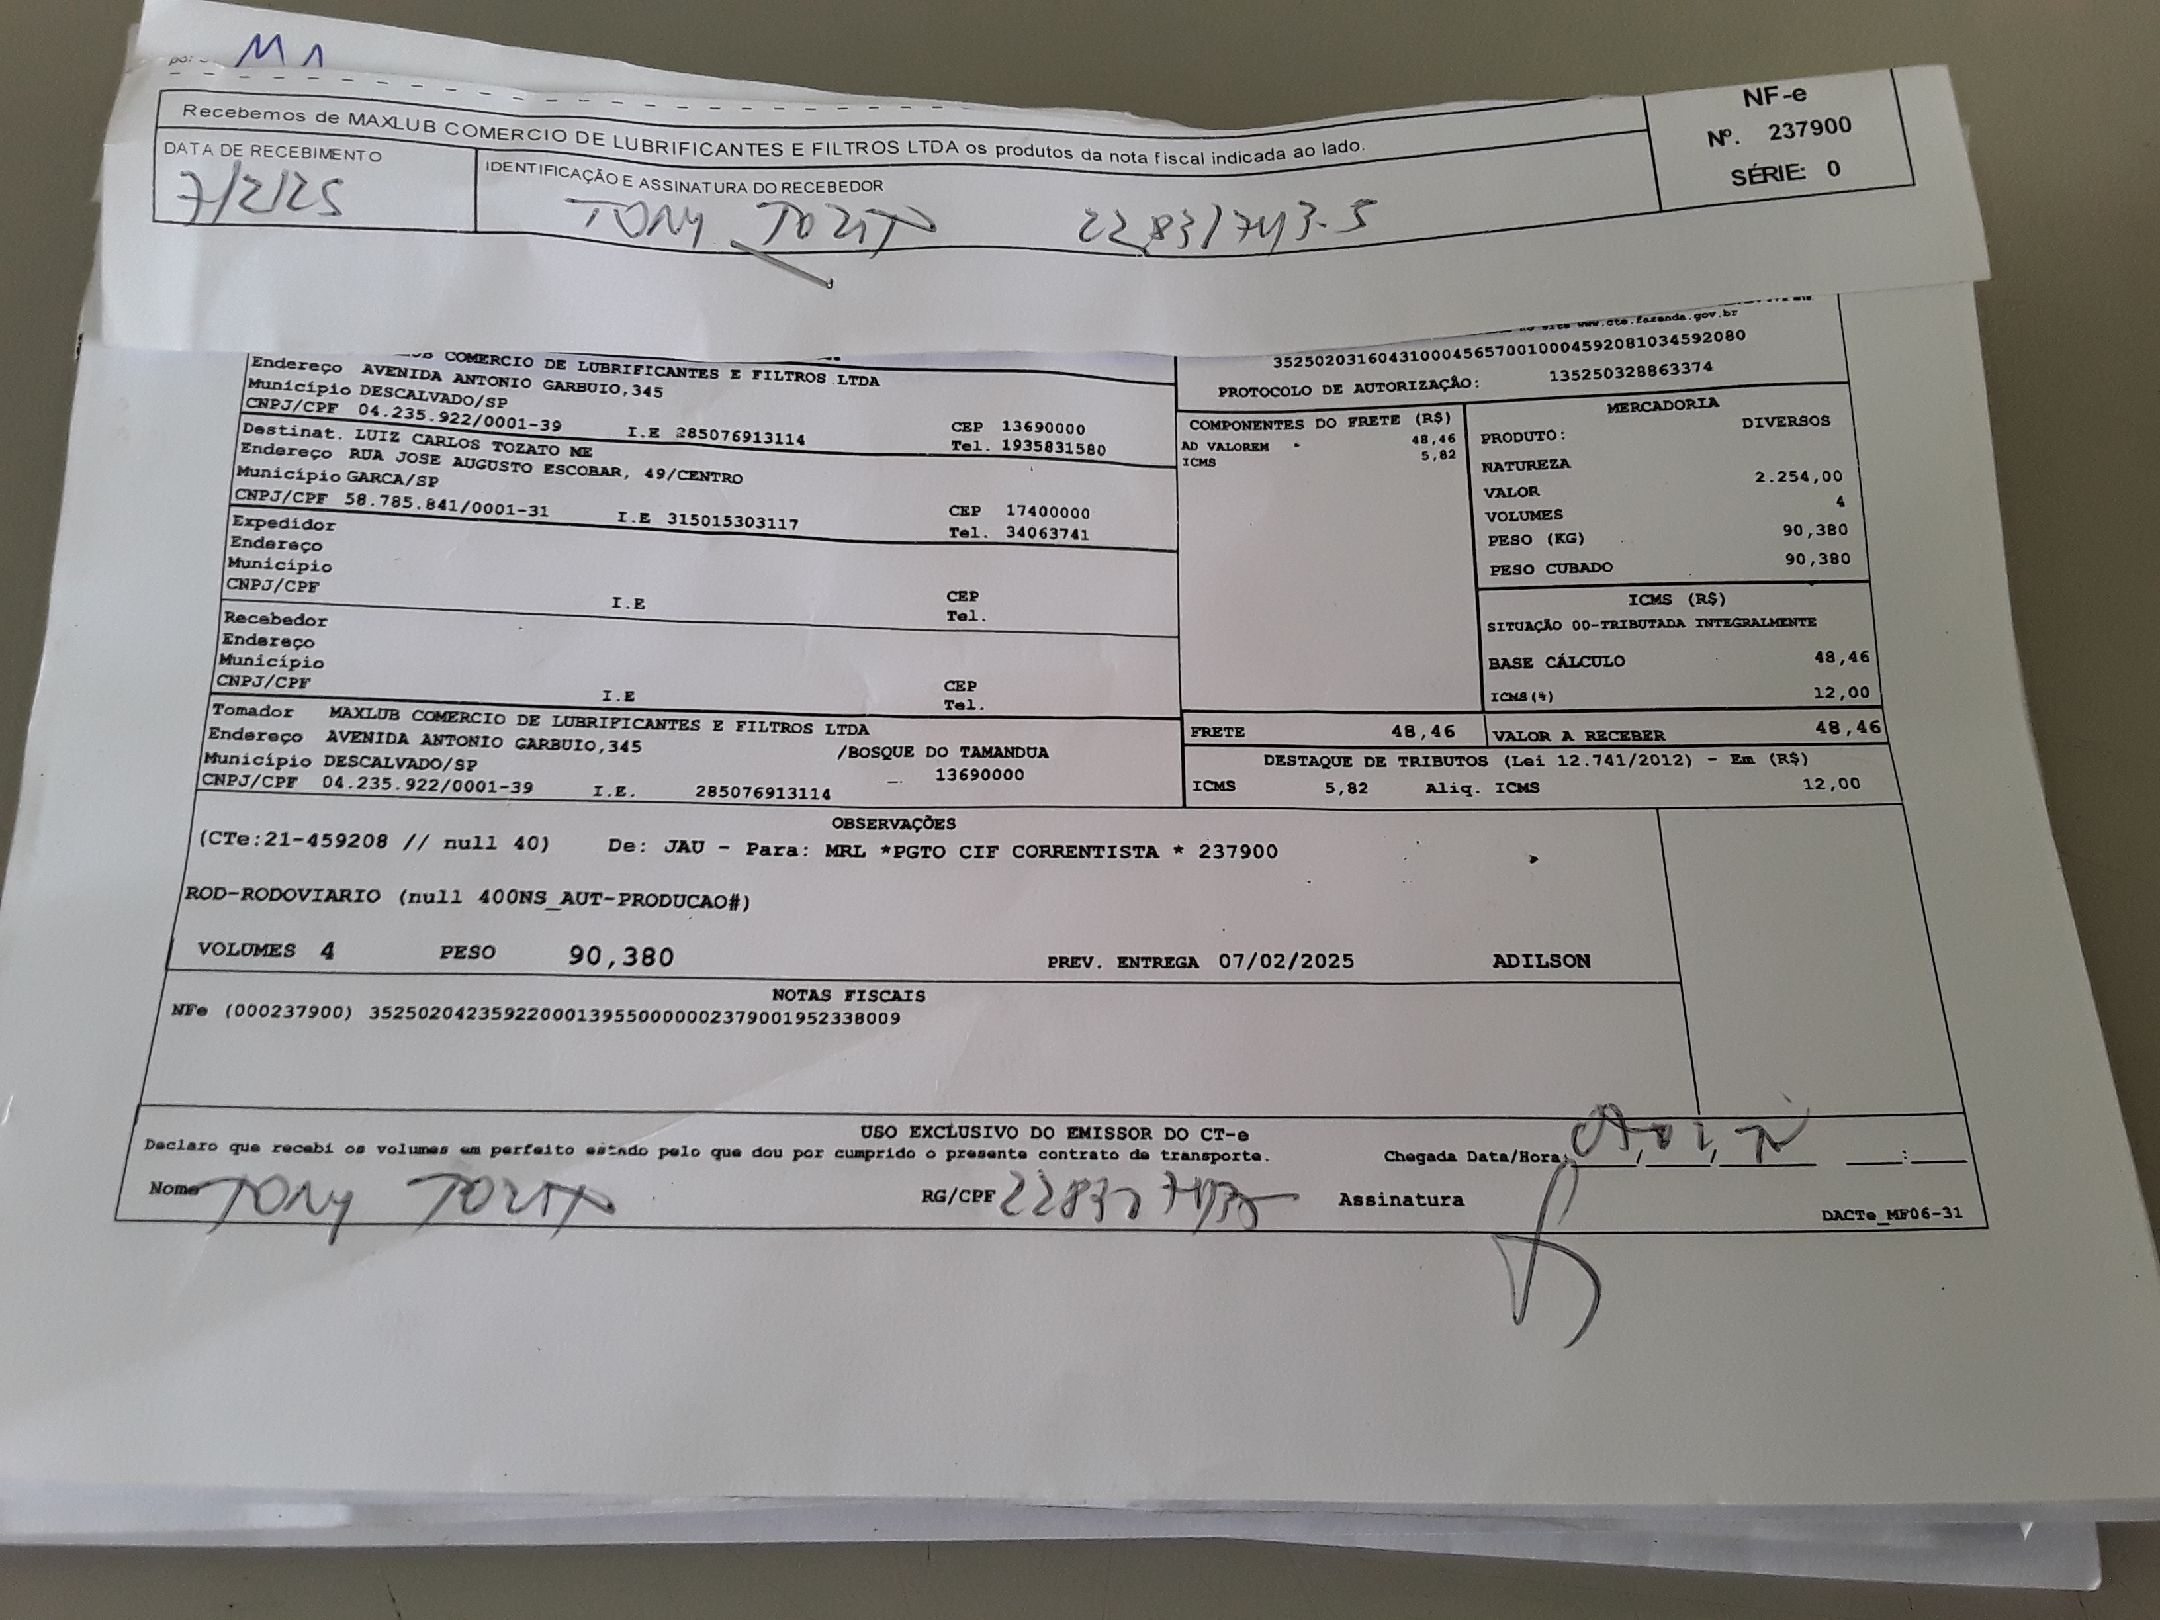 M1
Recebemos de MAXLUB COMERCIO DE LUBRIFICANTES E FILTROS LTDA os produtos da nota fiscal indicada ao lado.
NF-e
Nº. 237900
SÉRIE: 0
DATA DE RECEBIMENTO
7/2/25
IDENTIFICAÇÃO E ASSINATURA DO RECEBEDOR
TONY 22831743-5
site www.cte.fazenda.gov.br
35250203160431000456570010004592081034592080
PROTOCOLO DE AUTORIZAÇÃO: 135250328863374
COMERCIO DE LUBRIFICANTES E FILTROS LTDA
Endereço AVENIDA ANTONIO GARBUIO,345
Município DESCALVADO/SP
CNPJ/CPF 04.235.922/0001-39 I.E 285076913114
CEP 13690000
Tel. 1935831580
Destinat. LUIZ CARLOS TOZATO ME
Endereço RUA JOSE AUGUSTO ESCOBAR, 49/CENTRO
Município GARCA/SP
CNPJ/CPF 58.785.841/0001-31 I.E 315015303117
CEP 17400000
Tel. 34063741
Expedidor
Endereço
Município
CNPJ/CPF
I.E
CEP
Tel.
Recebedor
Endereço
Município
CNPJ/CPF
I.E
CEP
Tel.
Tomador MAXLUB COMERCIO DE LUBRIFICANTES E FILTROS LTDA
Endereço AVENIDA ANTONIO GARBUIO,345 /BOSQUE DO TAMANDUA
Município DESCALVADO/SP 13690000
CNPJ/CPF 04.235.922/0001-39 I.E. 285076913114
COMPONENTES DO FRETE (R$)
AD VALOREM - 48,46
ICMS 5,82
MERCADORIA
PRODUTO: DIVERSOS
NATUREZA
VALOR 2.254,00
VOLUMES 4
PESO (KG) 90,380
PESO CUBADO 90,380
ICMS (R$)
SITUAÇÃO 00-TRIBUTADA INTEGRALMENTE
BASE CÁLCULO 48,46
ICMS(%) 12,00
FRETE 48,46
VALOR A RECEBER 48,46
DESTAQUE DE TRIBUTOS (Lei 12.741/2012) - Em (R$)
ICMS 5,82 Aliq. ICMS 12,00
OBSERVAÇÕES
(CTe:21-459208 // null 40) De: JAU - Para: MRL *PGTO CIF CORRENTISTA * 237900
ROD-RODOVIARIO (null 400NS_AUT-PRODUCAO#)
VOLUMES 4 PESO 90,380 PREV. ENTREGA 07/02/2025 ADILSON
NOTAS FISCAIS
NFe (000237900) 35250204235922000139550000002379001952338009
USO EXCLUSIVO DO EMISSOR DO CT-e
Declaro que recebi os volumes em perfeito estado pelo que dou por cumprido o presente contrato de transporte.
Chegada Data/Hora:
Nome TONY
RG/CPF
Assinatura
DACTe_MF06-31